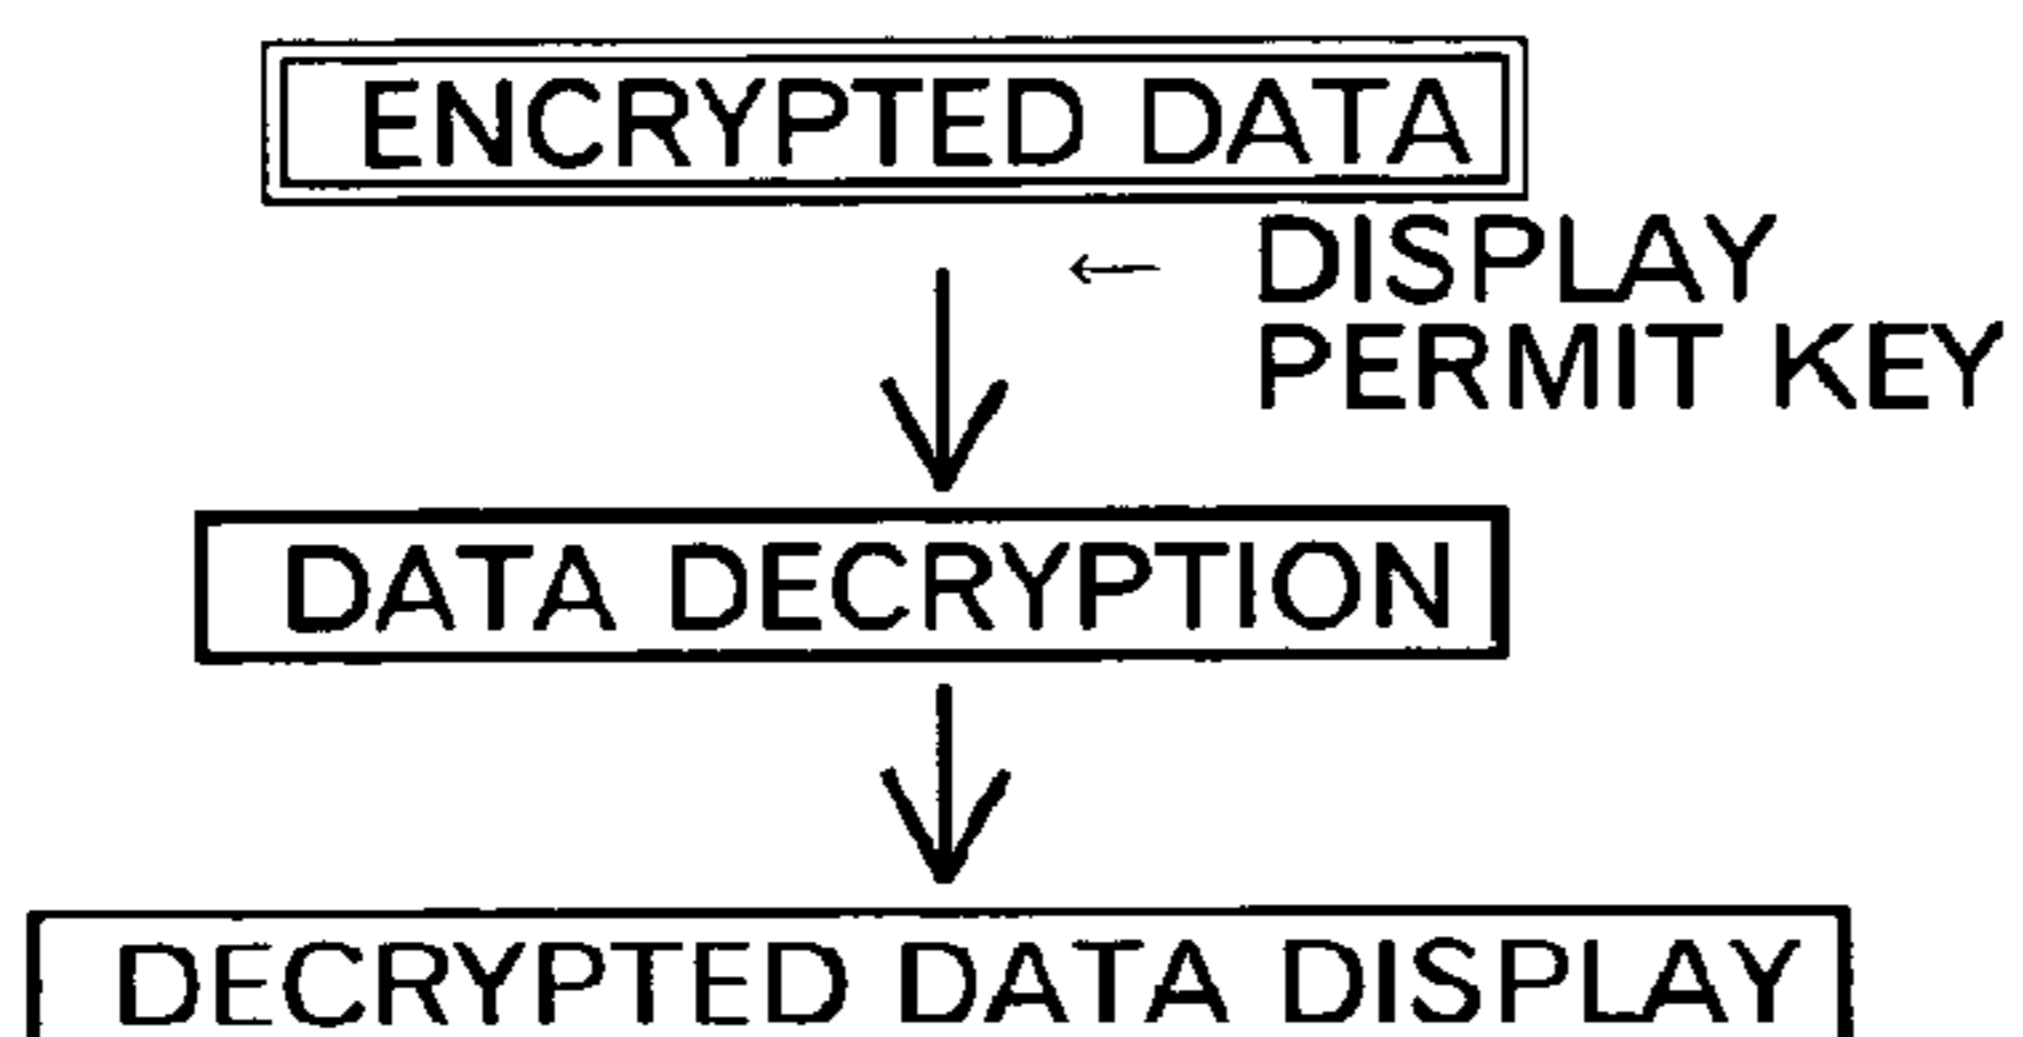 ENCRYPTED DATA
DISPLAY
PERMIT KEY
DATA DECRYPTION
DECRYPTED DATA DISPLAY